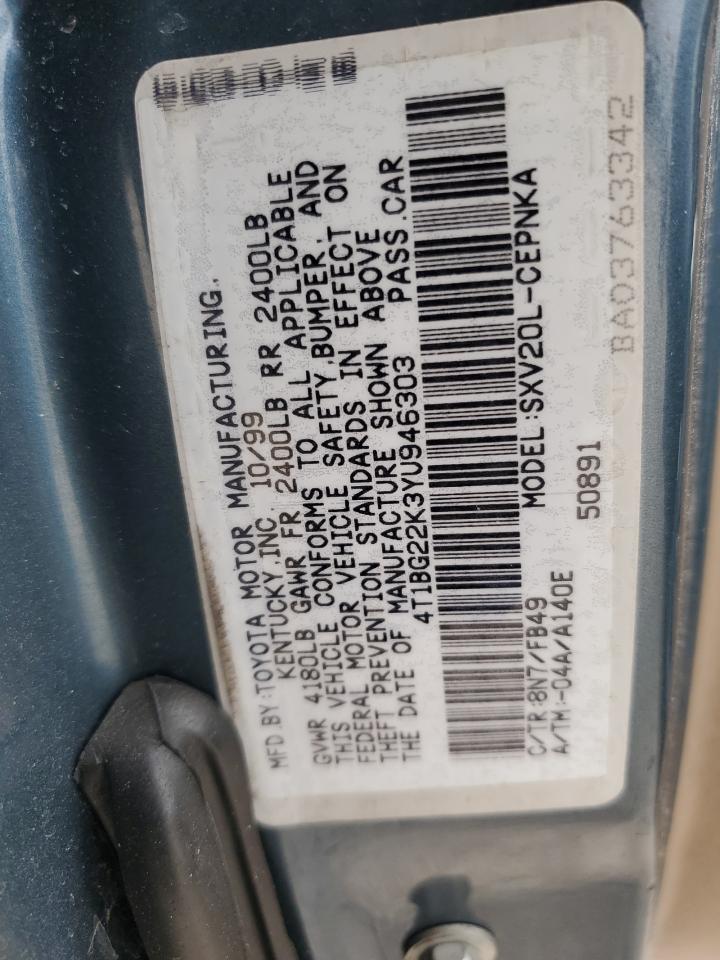 MFD.BY:TOYOTA MOTOR MANUFACTURING,
KENTUCKY,INC. 10/99
GVWR 4180LB GAWR FR 2400LB RR 2400LB
THIS VEHICLE CONFORMS TO ALL APPLICABLE
FEDERAL MOTOR VEHICLE SAFETY,BUMPER, AND
THEFT PREVENTION STANDARDS IN EFFECT ON
THE DATE OF MANUFACTURE SHOWN ABOVE
4T1BG22K3YU946303 PASS.CAR
MODEL:SXV20L-CEPNKA
C/TR:8N7/FB49
A/TM:-04A/A140E
50891
BA03763342